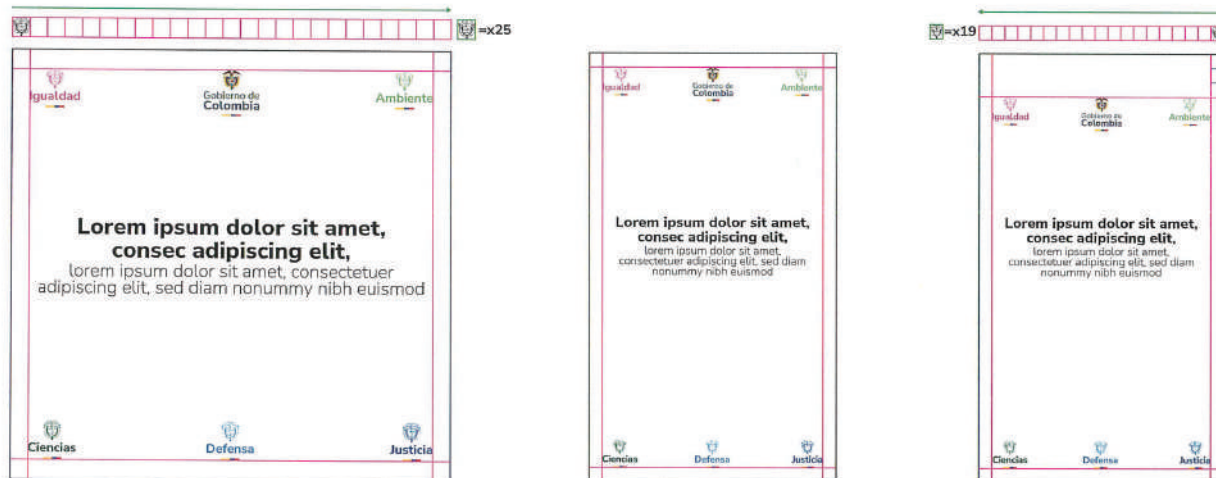 =x25
Igualdad
Gobierno de
Colombia
Ambiente
Lorem ipsum dolor sit amet,
consec adipiscing elit,
lorem ipsum dolor sit amet, consectetuer
adipiscing elit, sed diam nonummy nibh euismod
Ciencias
Defensa
Justicia
Igualdad
Gobierno de
Colombia
Ambiente
Lorem ipsum dolor sit amet,
consec adipiscing elit,
lorem ipsum dolor sit amet,
consectetuer adipiscing elit, sed diam
nonummy nibh euismod
Ciencias
Defensa
Justicia
=x19
Igualdad
Gobierno de
Colombia
Ambiente
Lorem ipsum dolor sit amet,
consec adipiscing elit,
lorem ipsum dolor sit amet,
consectetuer adipiscing elit, sed diam
nonummy nibh euismod
Ciencias
Defensa
Justicia